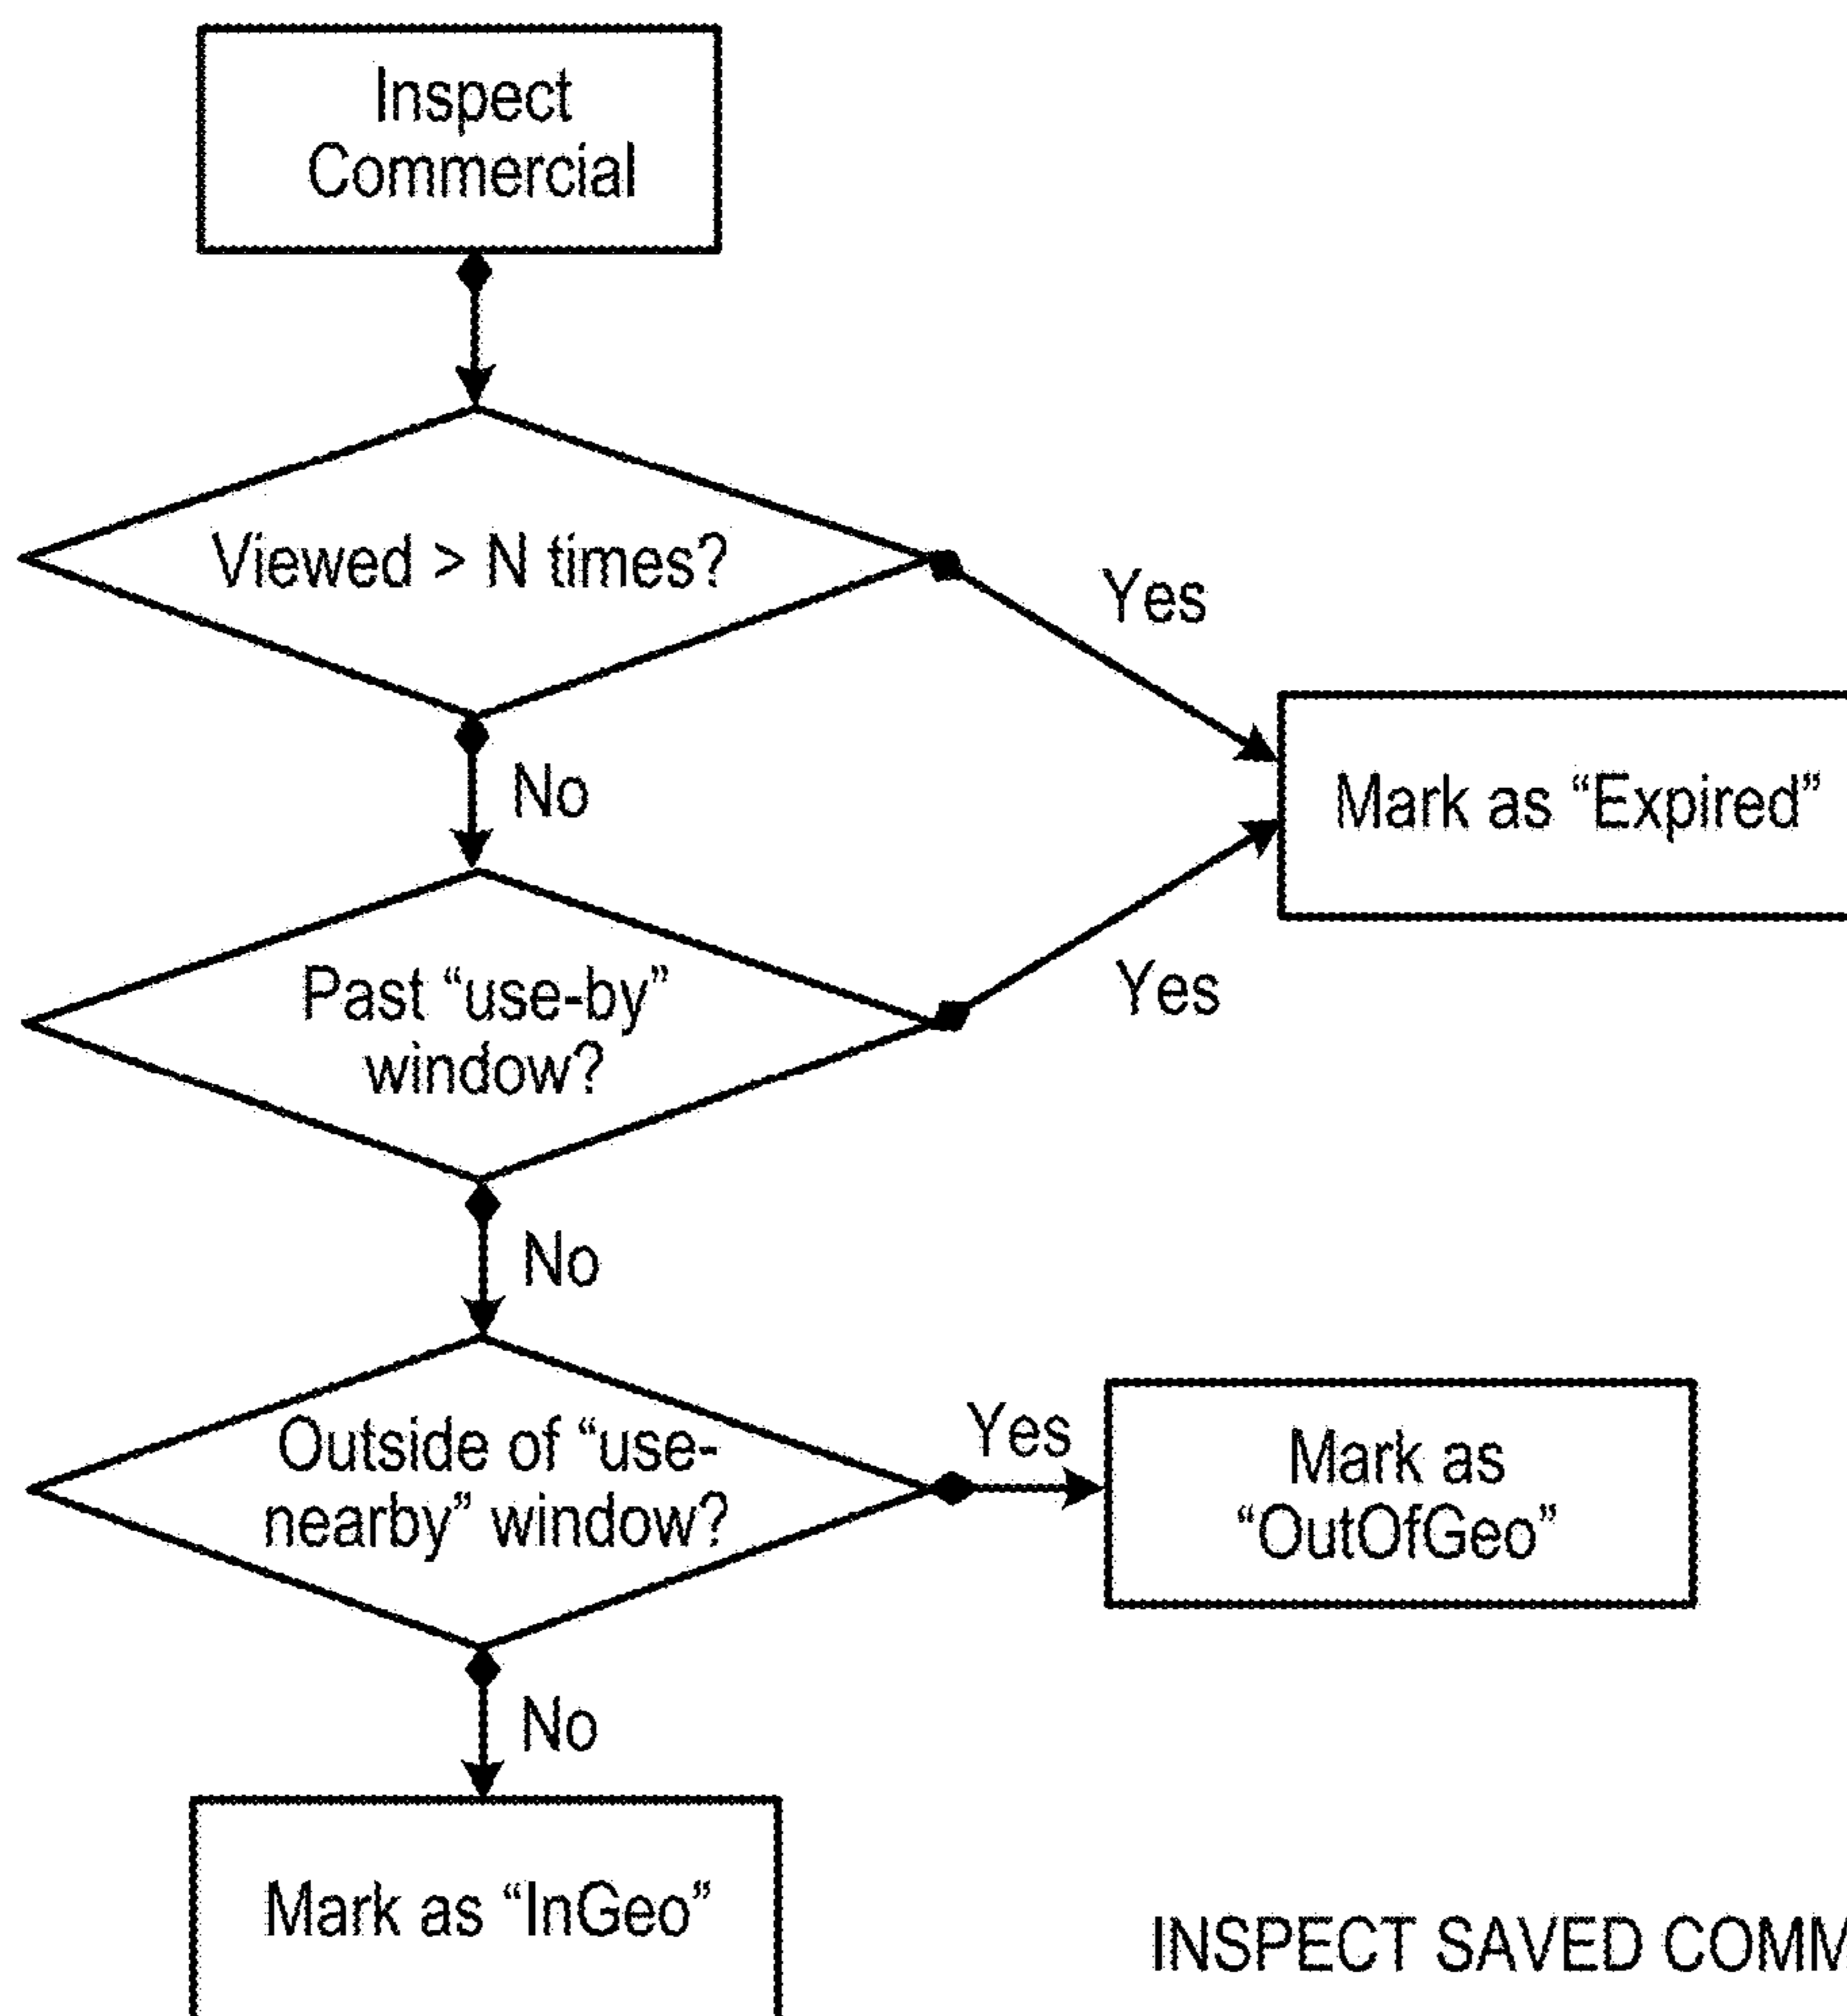 Inspect
Commercial
Viewed > N times?
Yes
No
Mark as “Expired”
Past “use-by”
window?
Yes
No
Outside of “use-
nearby” window?
Yes
Mark as
“OutOfGeo”
No
Mark as “InGeo”
INSPECT SAVED